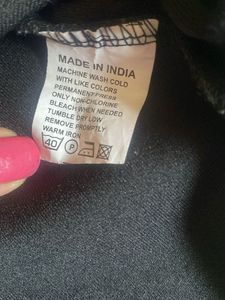 MADE IN INDIA
MACHINE WASH COLD
WITH LIKE COLORS
PERMANENT PRESS
ONLY NON-CHLORINE
BLEACH WHEN NEEDED
TUMBLE DRY LOW
REMOVE PROMPTLY
WARM IRON
40 P